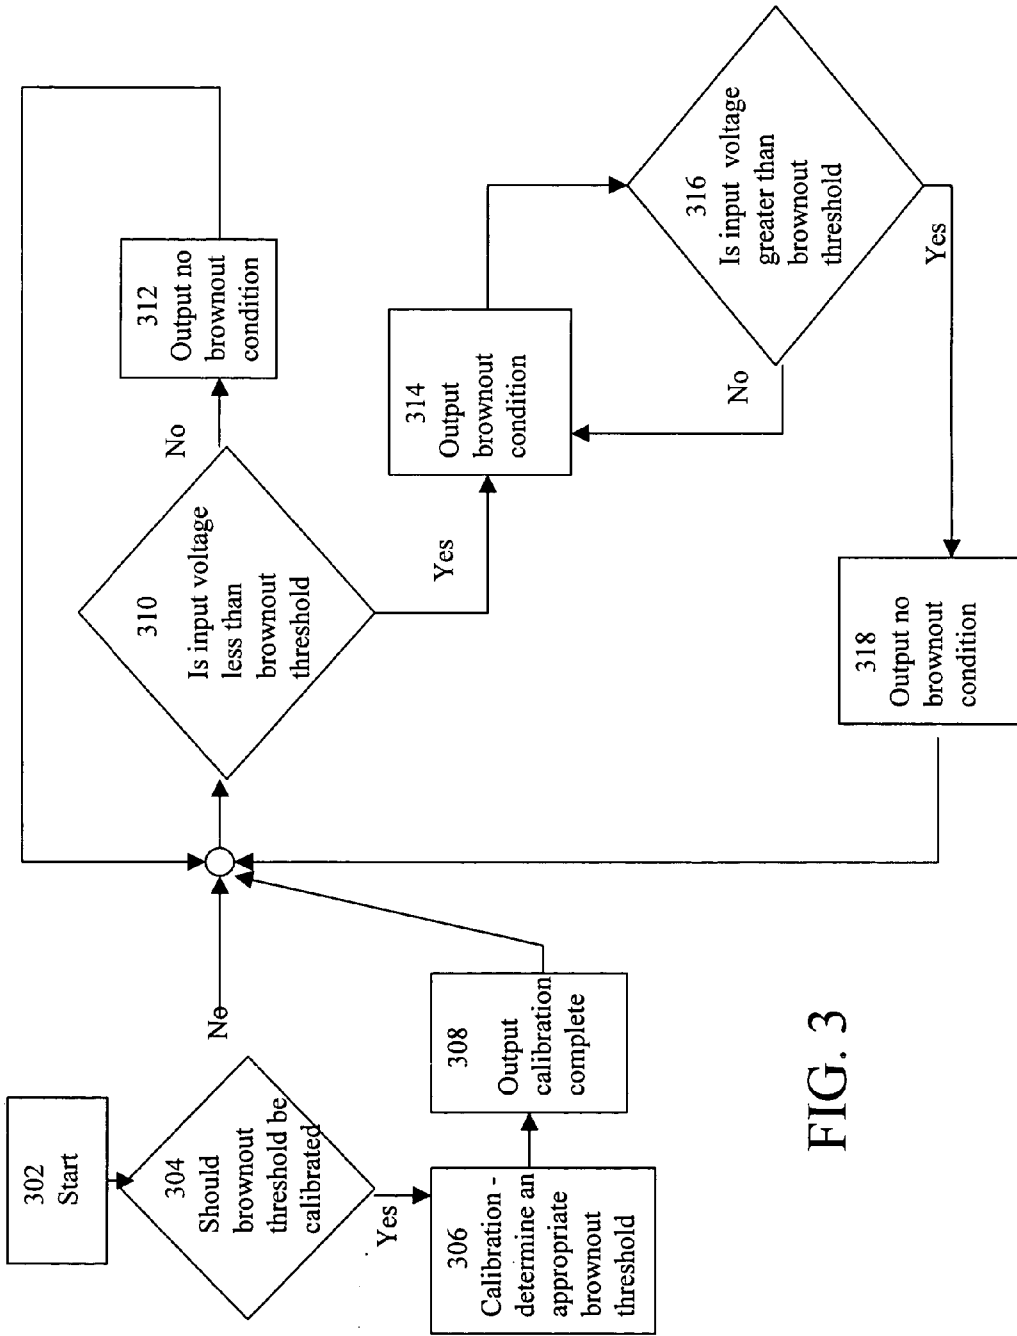 302
Start
304
Should
brownout
threshold be
calibrated
Yes
No
306
Calibration -
determine an
appropriate
brownout
threshold
308
Output
calibration
complete
310
Is input voltage
less than
brownout
threshold
No
Yes
312
Output no
brownout
condition
314
Output
brownout
condition
316
Is input voltage
greater than
brownout
threshold
No
Yes
318
Output no
brownout
condition
FIG. 3